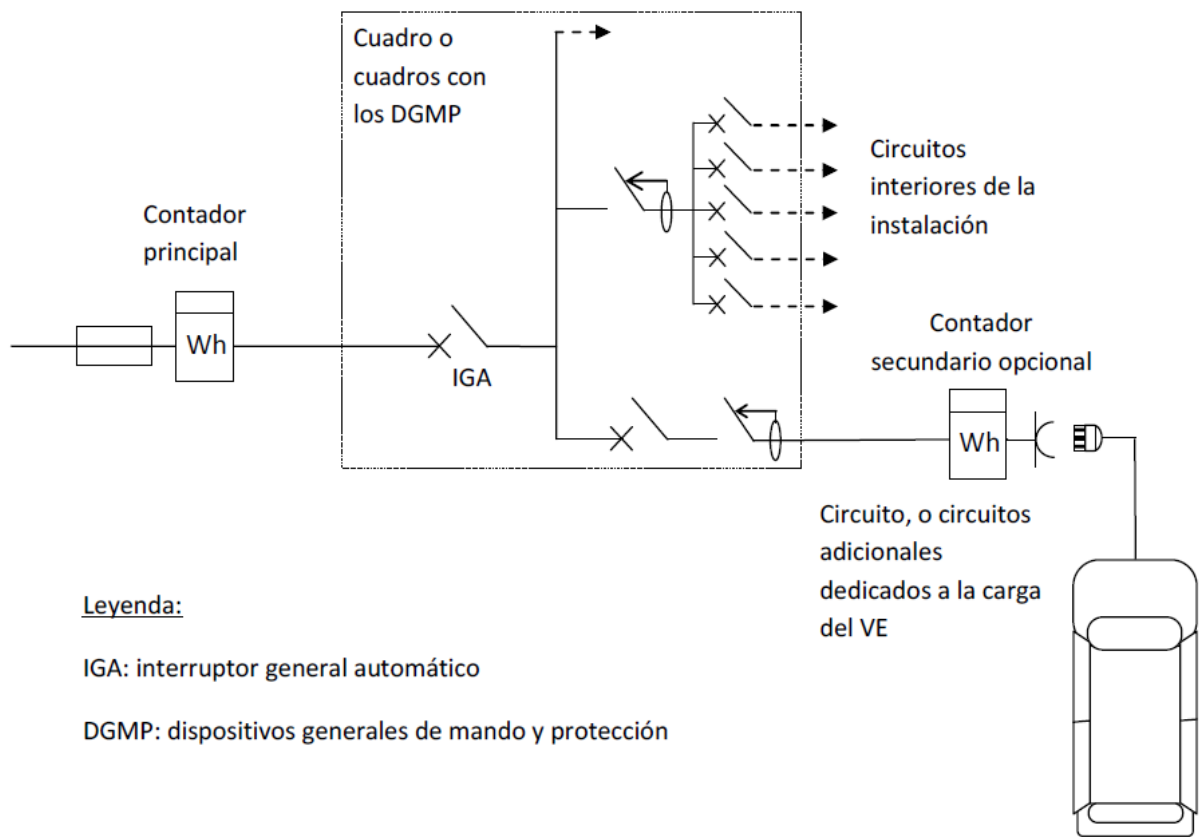 Cuadro o
cuadros con
los DGMP
Circuitos
interiores de la
instalación
Contador
principal
Wh
IGA
Contador
secundario opcional
Wh
Circuito, o circuitos
adicionales
dedicados a la carga
del VE
Leyenda:
IGA: interruptor general automático
DGMP: dispositivos generales de mando y protección